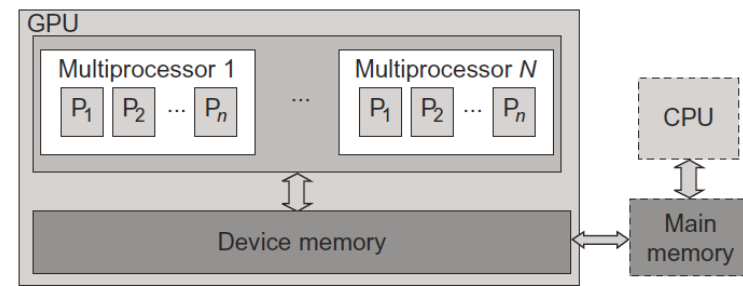 GPU
Multiprocessor 1
P1 P2 ... Pn
...
Multiprocessor N
P1 P2 ... Pn
Device memory
CPU
Main
memory